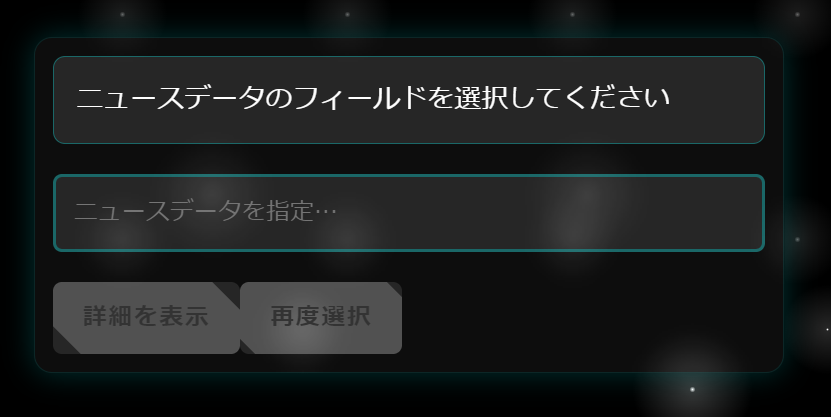 ニュースデータのフィールドを選択してください
ニュースデータを指定…
詳細を表示 再度選択